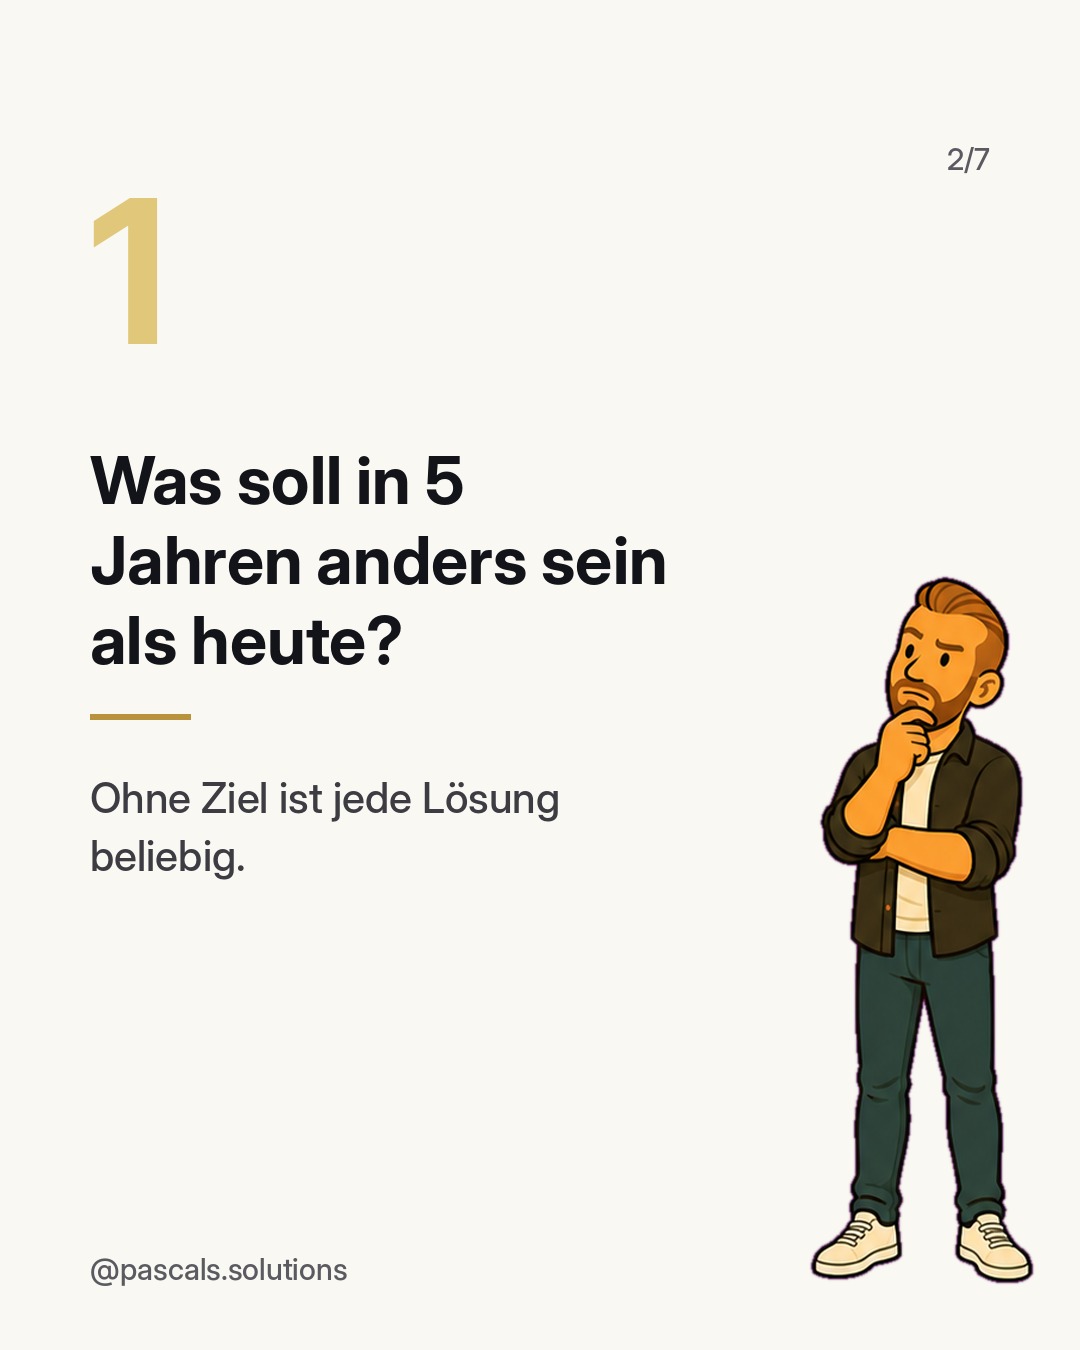 2/7
1
Was soll in 5
Jahren anders sein
als heute?
Ohne Ziel ist jede Lösung
beliebig.
@pascals.solutions